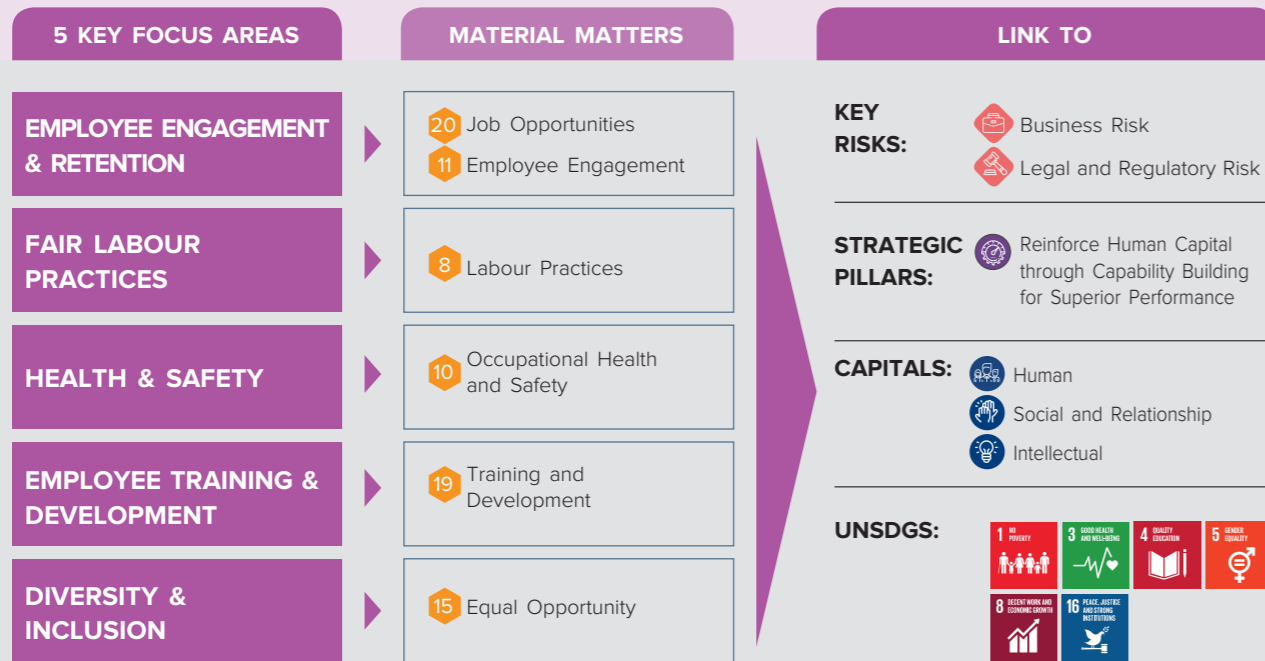 5 KEY FOCUS AREAS
MATERIAL MATTERS
LINK TO
EMPLOYEE ENGAGEMENT
& RETENTION
20 Job Opportunities
11 Employee Engagement
FAIR LABOUR
PRACTICES
8 Labour Practices
HEALTH & SAFETY
10 Occupational Health
and Safety
EMPLOYEE TRAINING &
DEVELOPMENT
19 Training and
Development
DIVERSITY &
INCLUSION
15 Equal Opportunity
KEY
RISKS:
Business Risk
Legal and Regulatory Risk
STRATEGIC
PILLARS:
Reinforce Human Capital
through Capability Building
for Superior Performance
CAPITALS:
Human
Social and Relationship
Intellectual
UNSDGS:
1 NO
POVERTY
3 GOOD HEALTH
AND WELL-BEING
4 QUALITY
EDUCATION
5 GENDER
EQUALITY
8 DECENT WORK AND
ECONOMIC GROWTH
16 PEACE, JUSTICE
AND STRONG
INSTITUTIONS